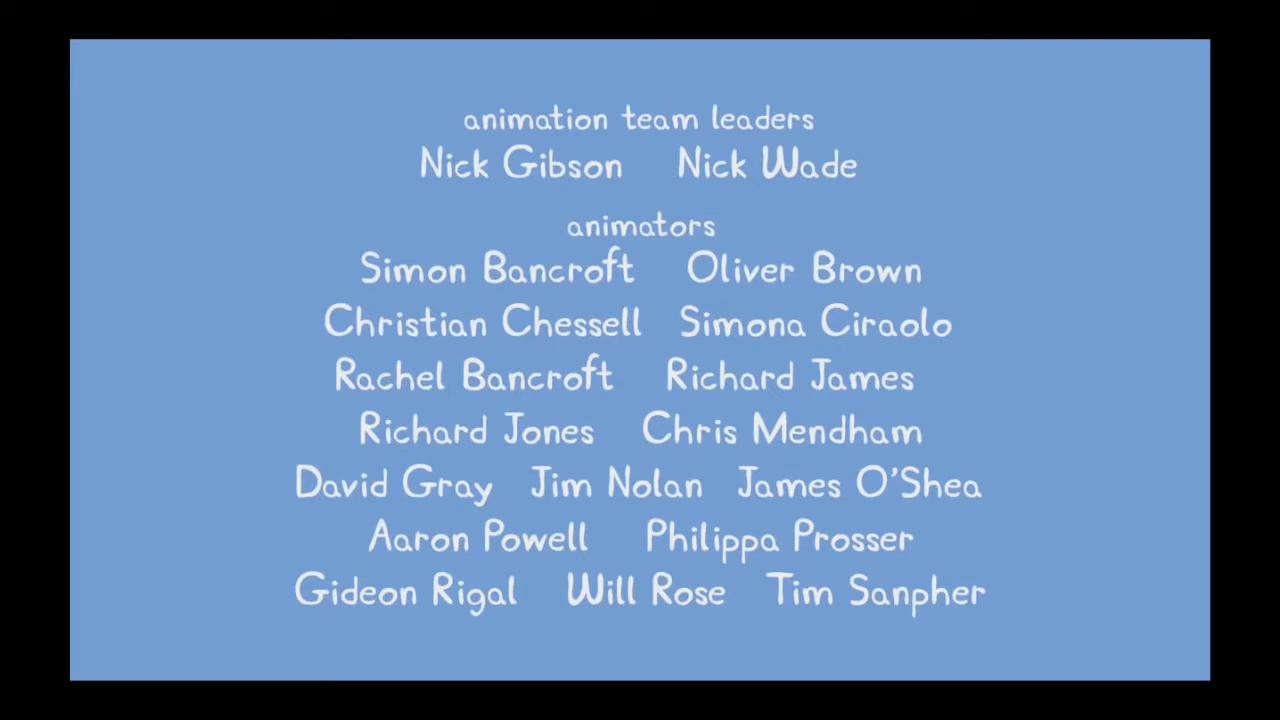 animation team leaders
Nick Gibson Nick Wade
animators
Simon Bancroft Oliver Brown
Christian Chessell Simona Ciraolo
Rachel Bancroft Richard James
Richard Jones Chris Mendham
David Gray Jim Nolan James O'Shea
Aaron Powell Philippa Prosser
Gideon Rigal Will Rose Tim Sanpher